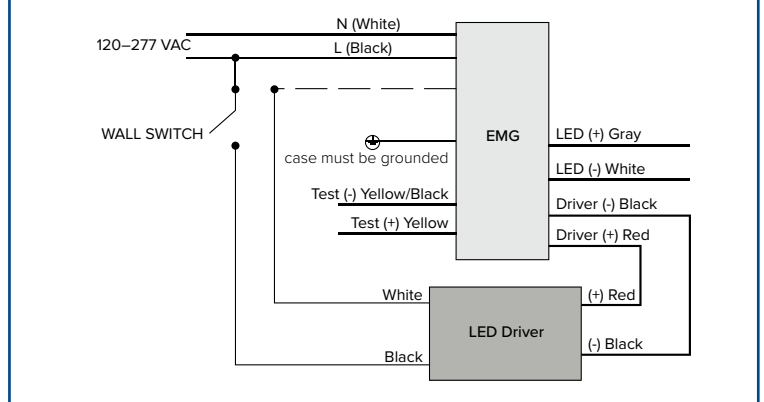 N (White)
120–277 VAC
L (Black)
WALL SWITCH
EMG
LED (+) Gray
case must be grounded
LED (-) White
Test (-) Yellow/Black
Driver (-) Black
Test (+) Yellow
Driver (+) Red
White
(+) Red
LED Driver
Black
(-) Black